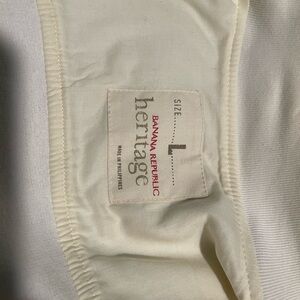 SIZE........L........
BANANA REPUBLIC
heritage
MADE IN PHILIPPINES